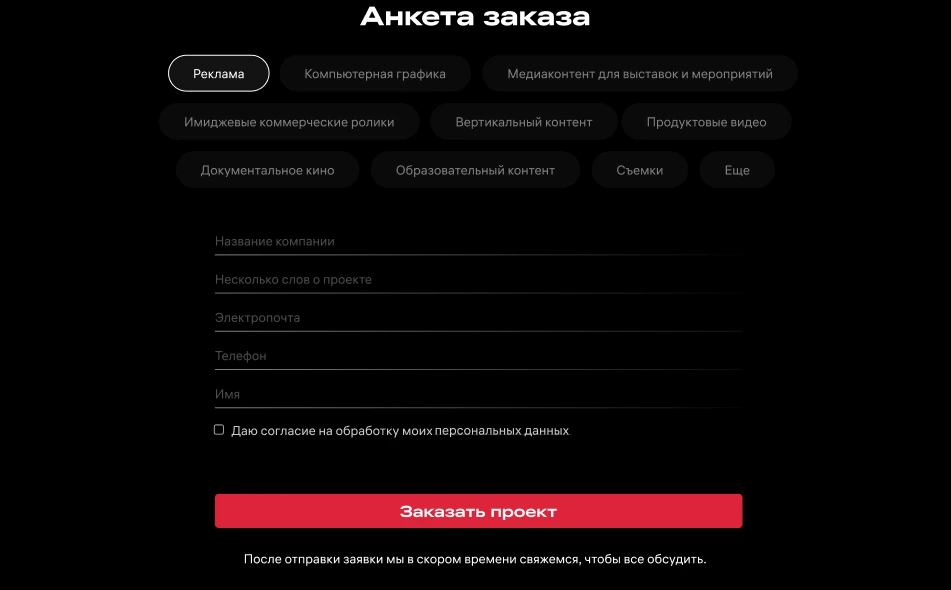 Анкета заказа
Реклама Компьютерная графика Медиаконтент для выставок и мероприятий
Имиджевые коммерческие ролики Вертикальный контент Продуктовые видео
Документальное кино Образовательный контент Съемки Еще
Название компании
Несколько слов о проекте
Электропочта
Телефон
Имя
Даю согласие на обработку моих персональных данных.
Заказать проект
После отправки заявки мы в скором времени свяжемся, чтобы все обсудить.